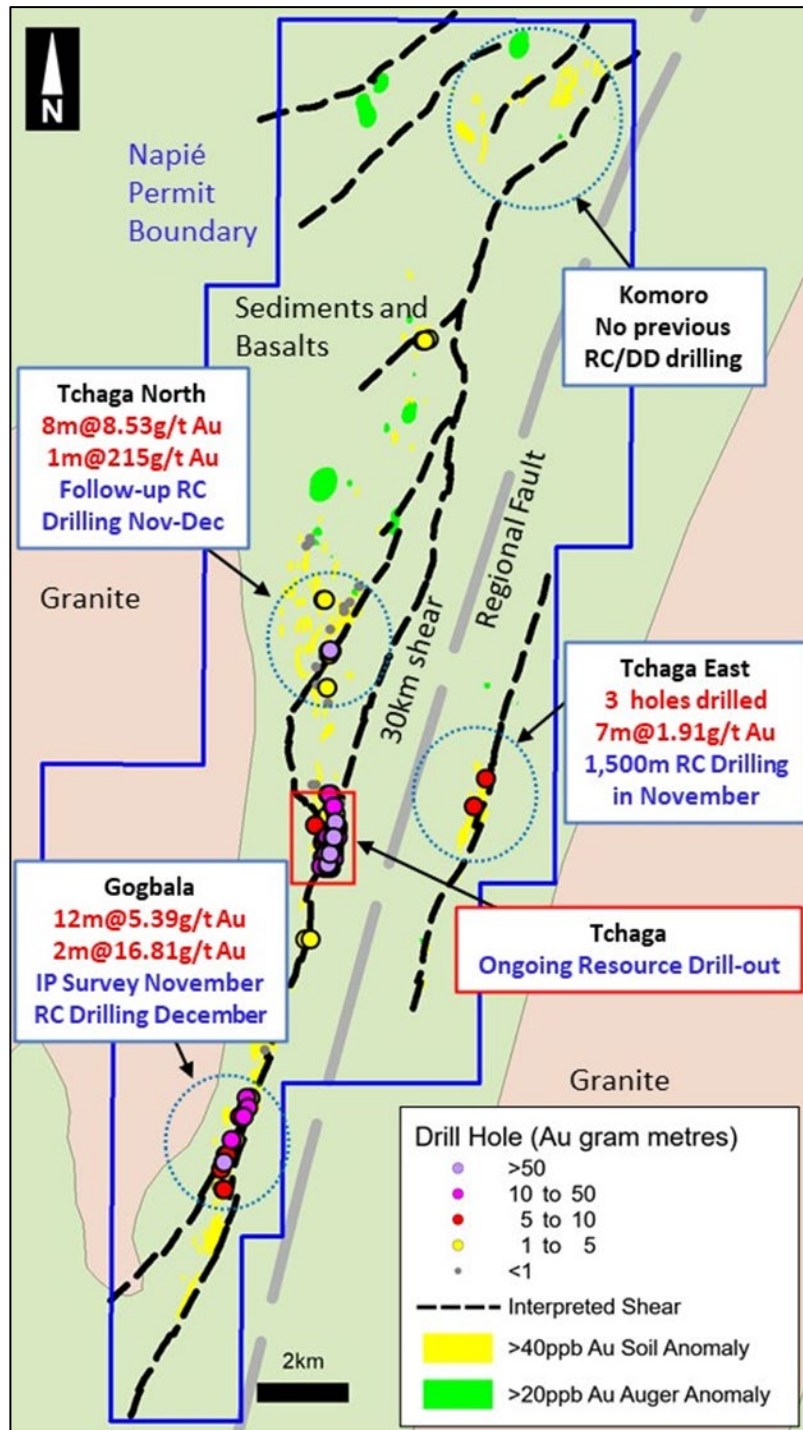 N
Napié
Permit
Boundary
Sediments and
Basalts
Komoro
No previous
RC/DD drilling
Tchaga North
8m@8.53g/t Au
1m@215g/t Au
Follow-up RC
Drilling Nov-Dec
Granite
Regional Fault
30km shear
Tchaga East
3 holes drilled
7m@1.91g/t Au
1,500m RC Drilling
in November
Gogbala
12m@5.39g/t Au
2m@16.81g/t Au
IP Survey November
RC Drilling December
Tchaga
Ongoing Resource Drill-out
Granite
Drill Hole (Au gram metres)
>50
10 to 50
5 to 10
1 to 5
<1
Interpreted Shear
>40ppb Au Soil Anomaly
>20ppb Au Auger Anomaly
2km